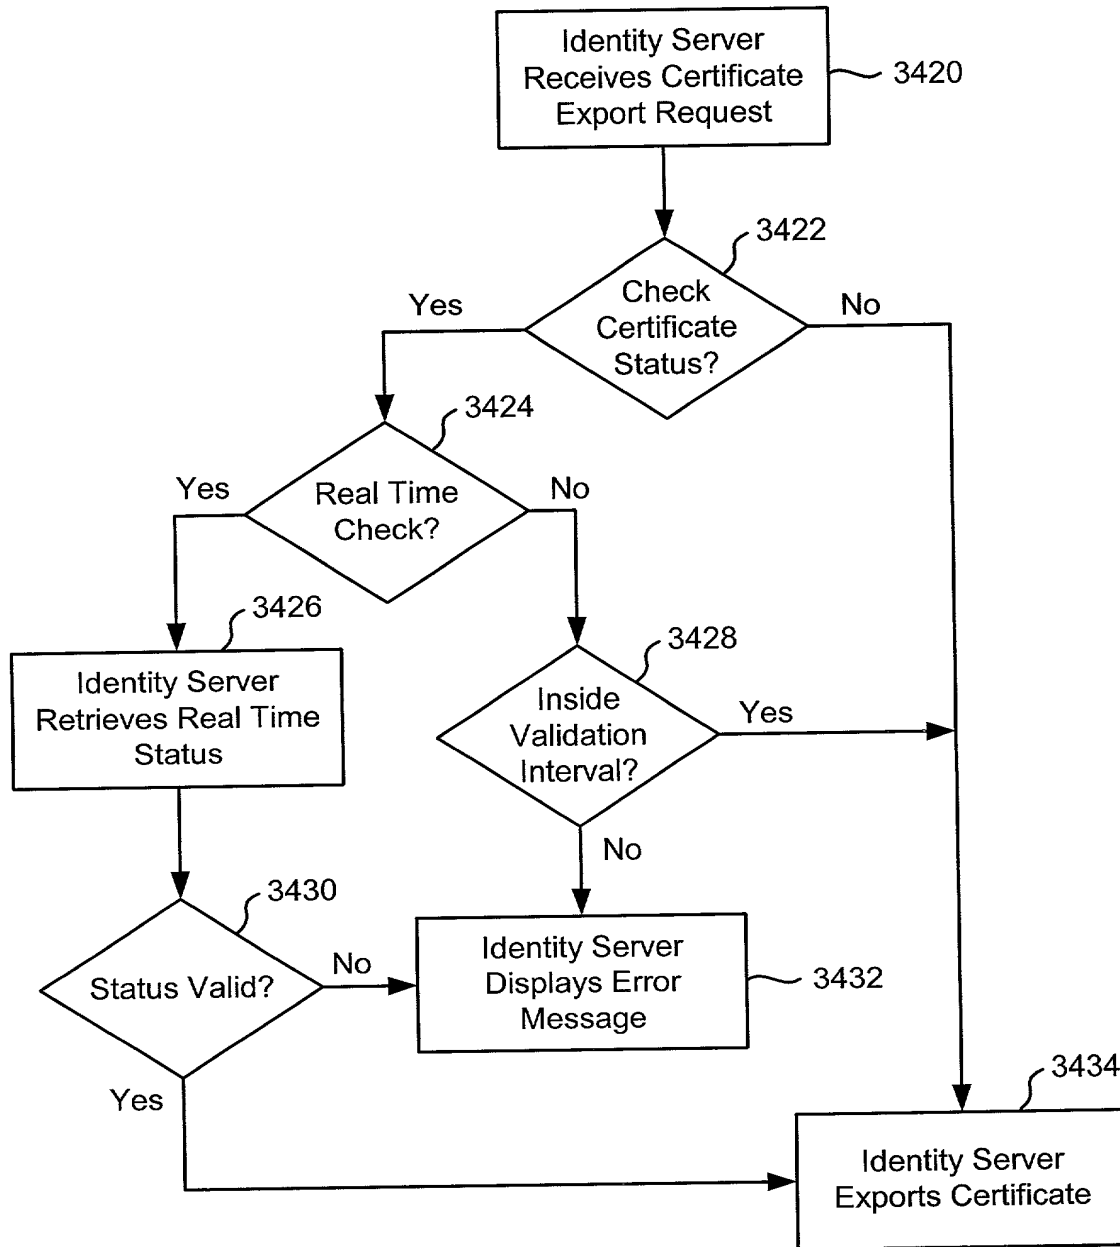 Identity Server
Receives Certificate
Export Request
3420
3422
Check
Certificate
Status?
Yes
No
3424
Real Time
Check?
Yes
No
3426
Identity Server
Retrieves Real Time
Status
3428
Inside
Validation
Interval?
Yes
No
3430
Status Valid?
No
Yes
Identity Server
Displays Error
Message
3432
3434
Identity Server
Exports Certificate